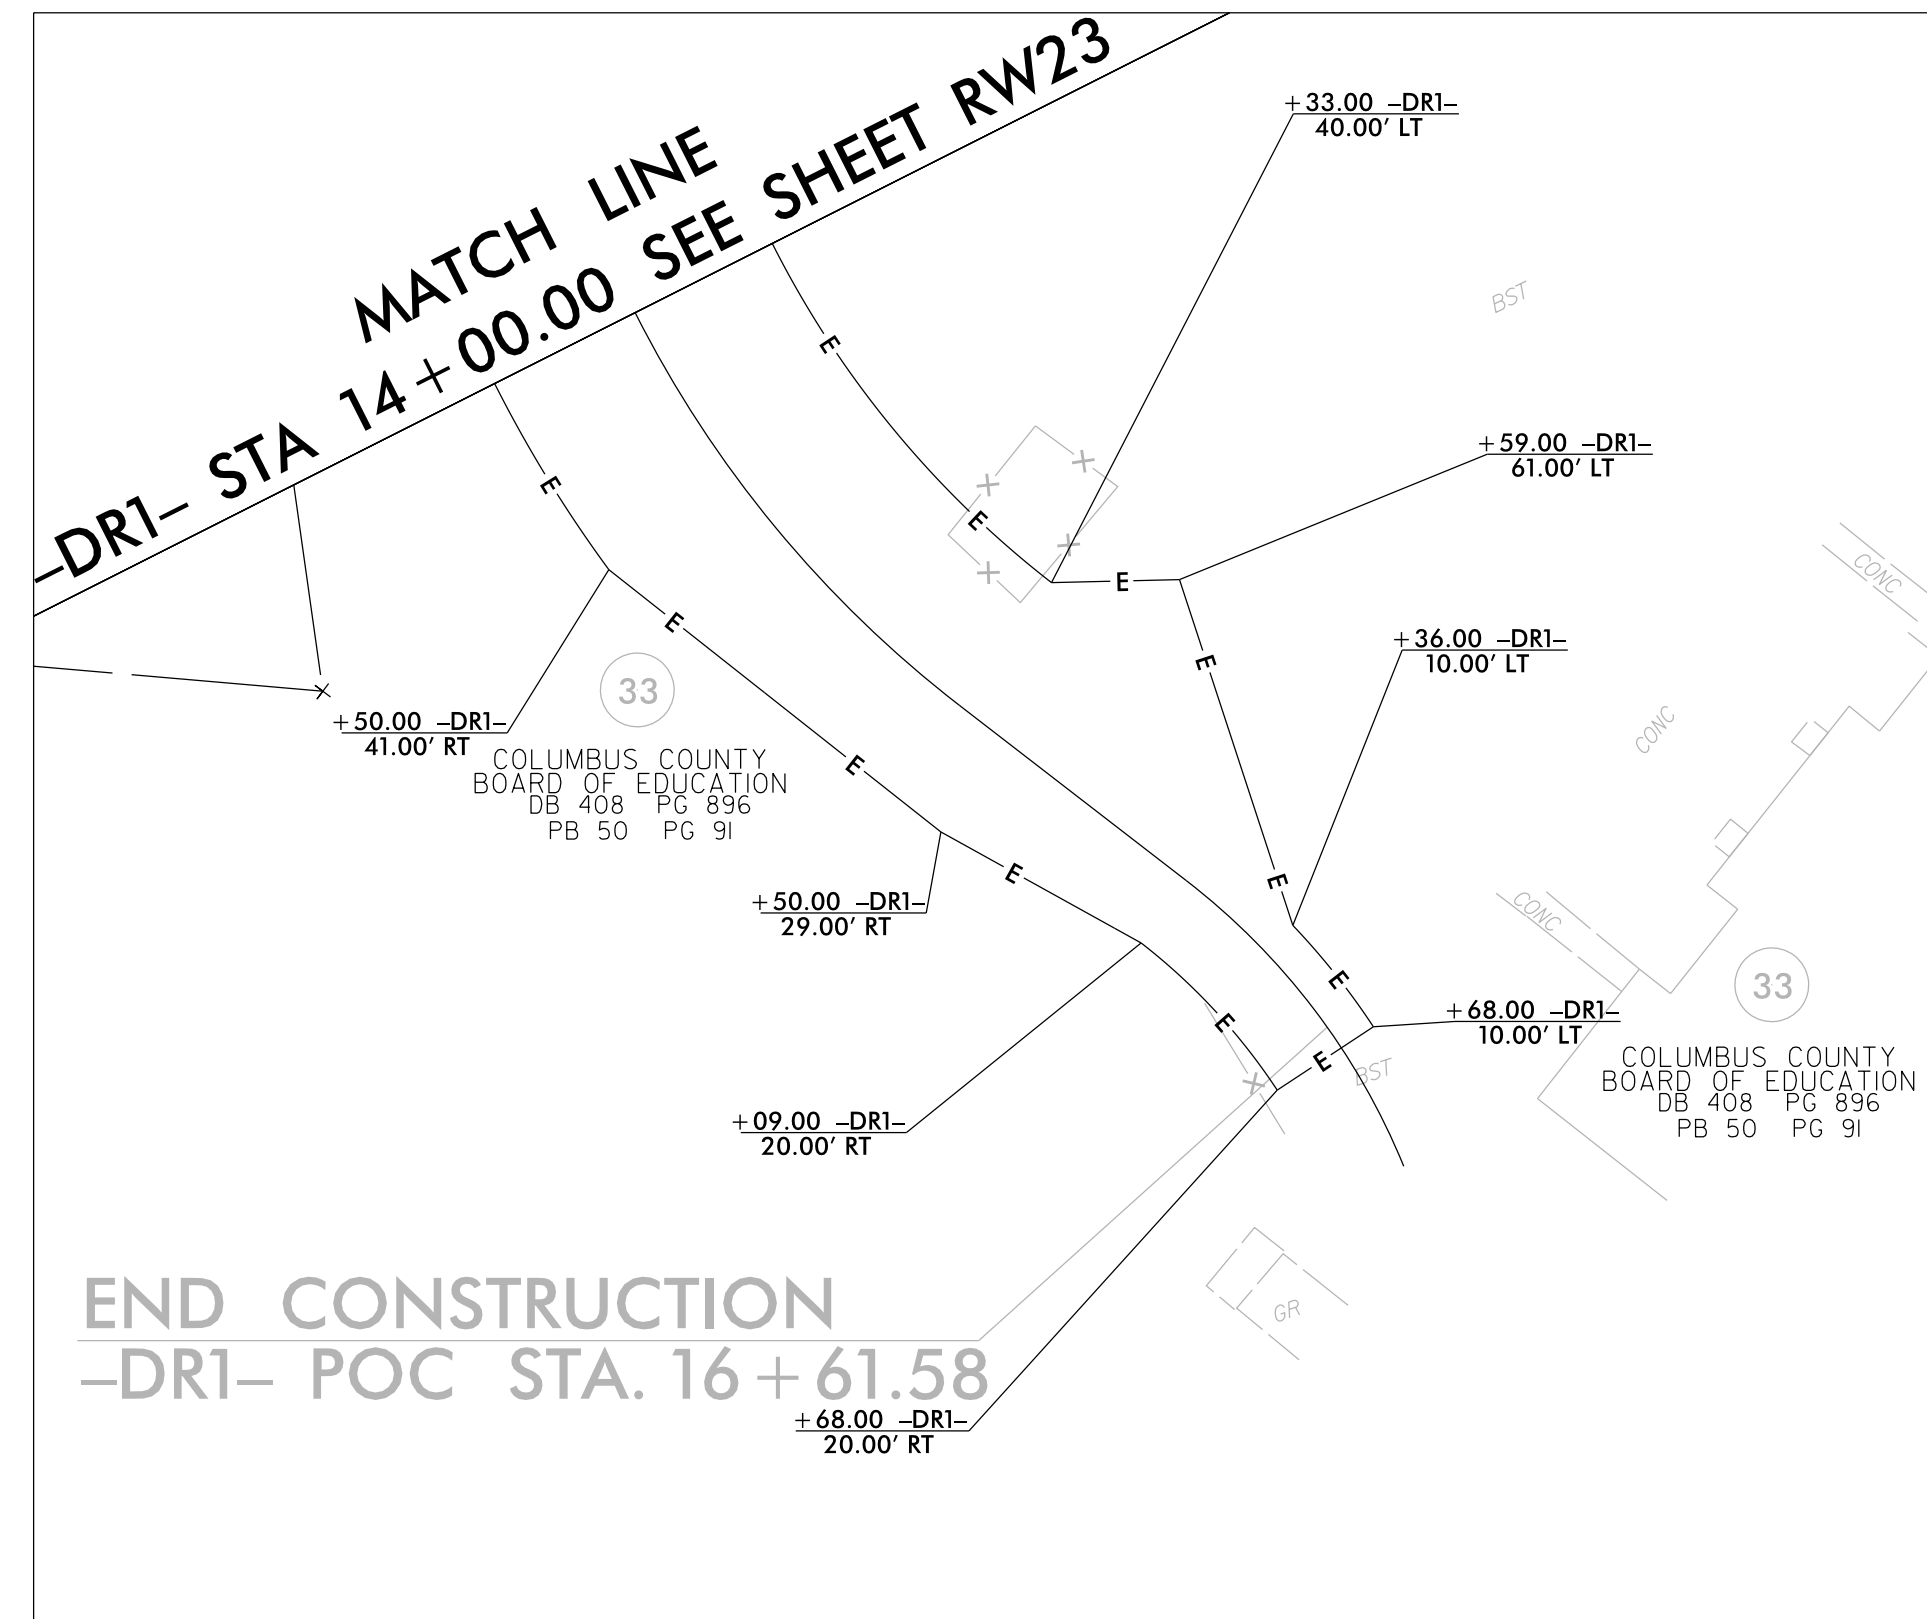 MATCH LINE
-DR1- STA 14+00.00 SEE SHEET RW23
+33.00 -DR1-
40.00' LT
BST
E
E
+59.00 -DR1-
61.00' LT
E
E
E
CONC
+36.00 -DR1-
10.00' LT
E
E
33
CONC
+50.00 -DR1-
41.00' RT
COLUMBUS COUNTY
BOARD OF EDUCATION
DB 408 PG 896
PB 50 PG 91
E
E
E
CONC
+50.00 -DR1-
29.00' RT
E
33
+68.00 -DR1-
10.00' LT
E
E
BST
COLUMBUS COUNTY
BOARD OF EDUCATION
DB 408 PG 896
PB 50 PG 91
+09.00 -DR1-
20.00' RT
END CONSTRUCTION
-DR1- POC STA. 16+61.58
GR
+68.00 -DR1-
20.00' RT